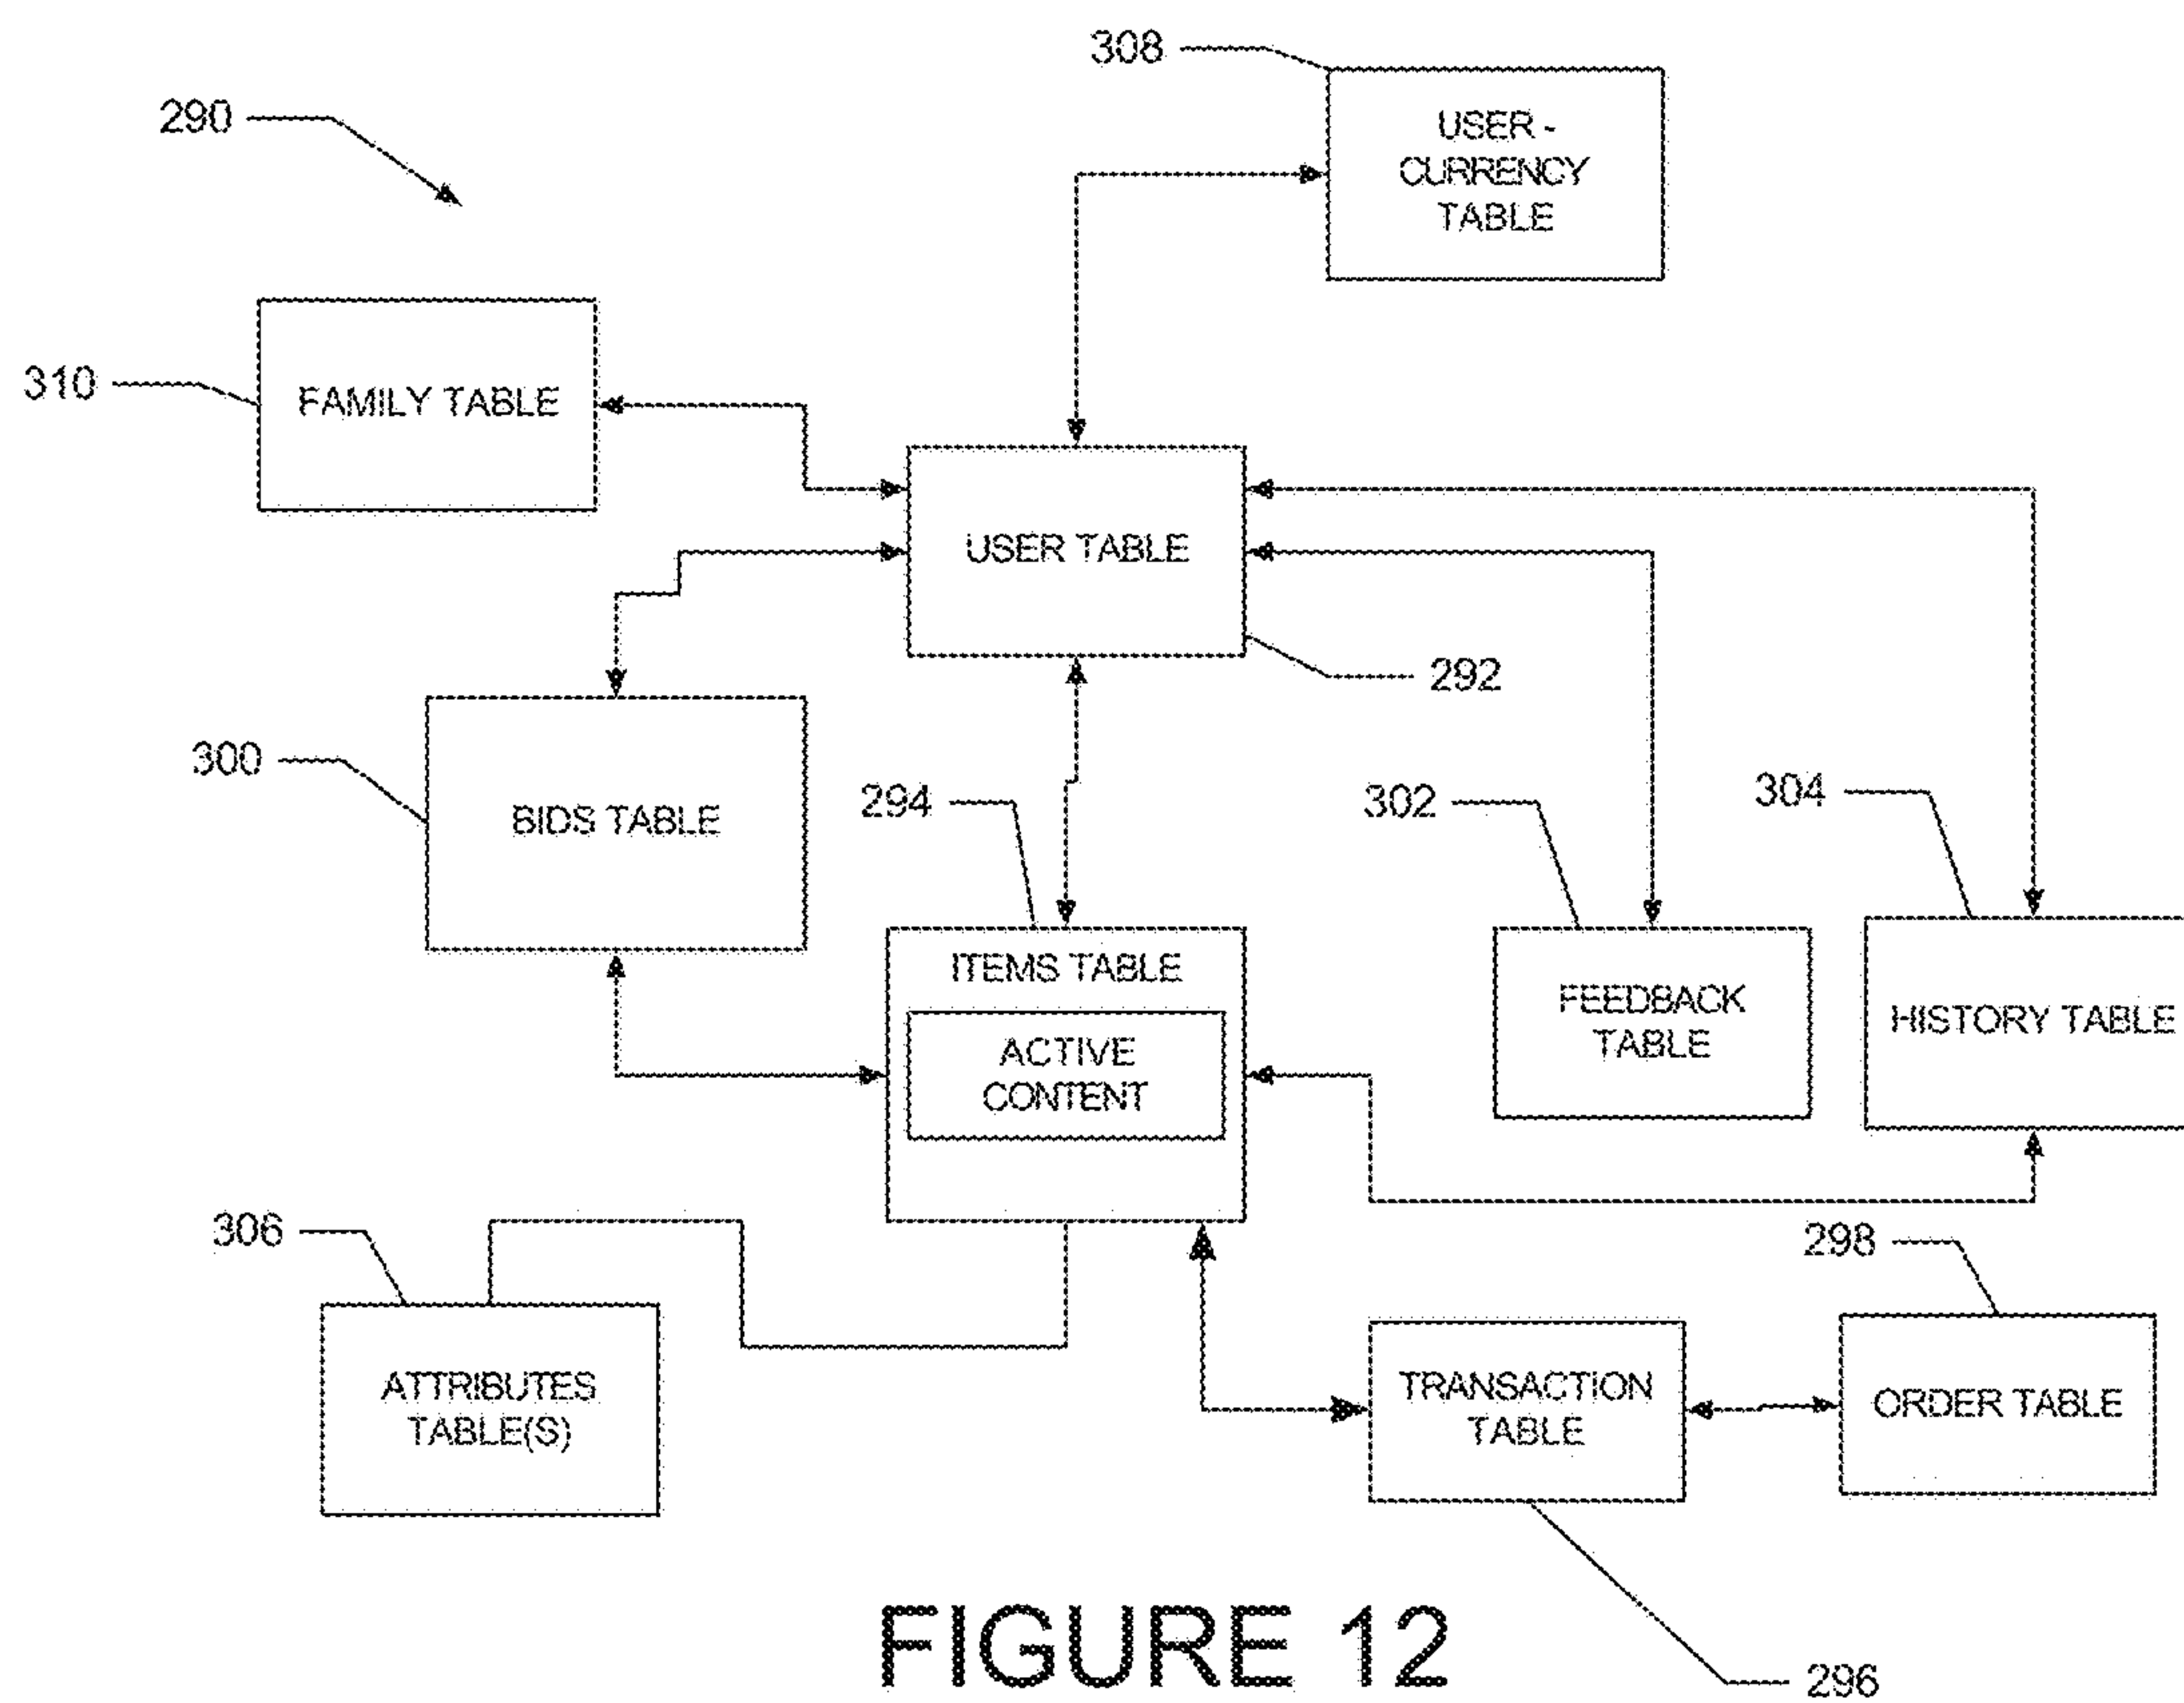 308
290
USER -
CURRENCY
TABLE
310
FAMILY TABLE
USER TABLE
292
300
BIDS TABLE
294
302
304
ITEMS TABLE
ACTIVE
CONTENT
FEEDBACK
TABLE
HISTORY TABLE
306
298
ATTRIBUTES
TABLE(S)
TRANSACTION
TABLE
ORDER TABLE
296
FIGURE 12